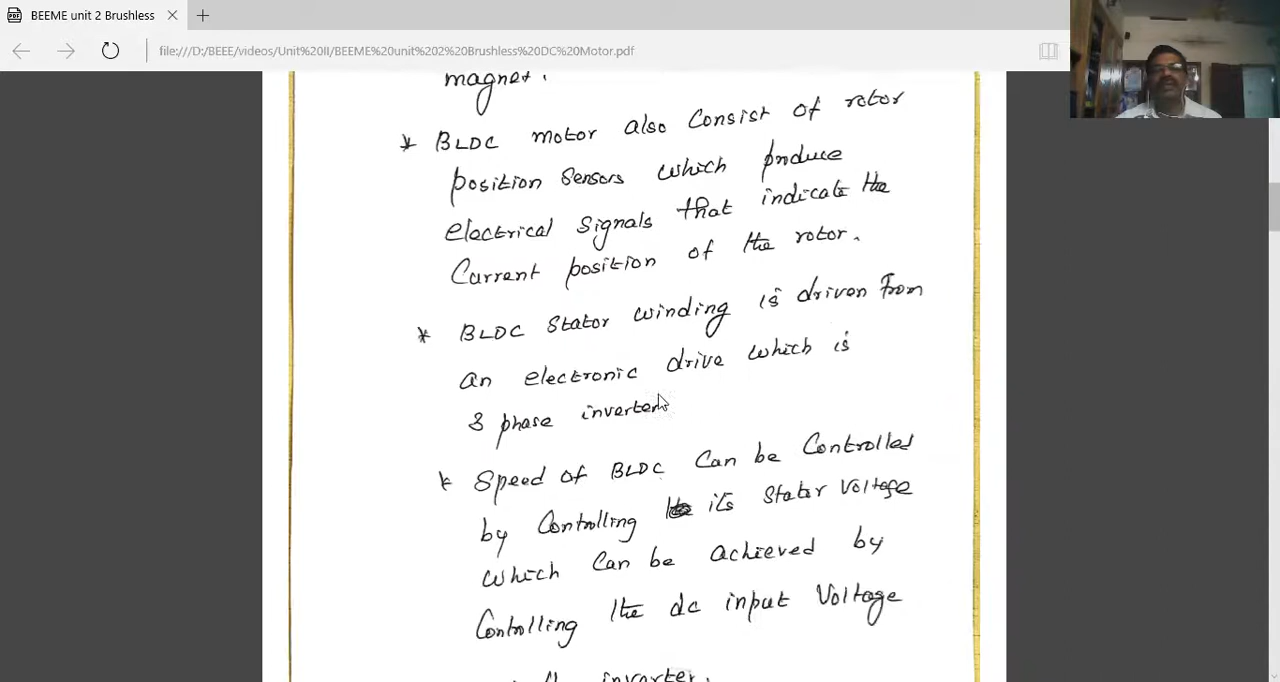 BEEME unit 2 Brushless
file:///D:/BEEE/videos/Unit%20II/BEEME%20unit%202%20Brushless%20DC%20Motor.pdf
magnet.
* BLDC motor also consist of rotor
position sensors which produce
electrical signals that indicate the
Current position of the rotor.
* BLDC stator winding is driven from
an electronic drive which is
3 phase inverter
* Speed of BLDC can be controlled
by controlling its stator voltage
which can be achieved by
controlling the dc input voltage
inverter.